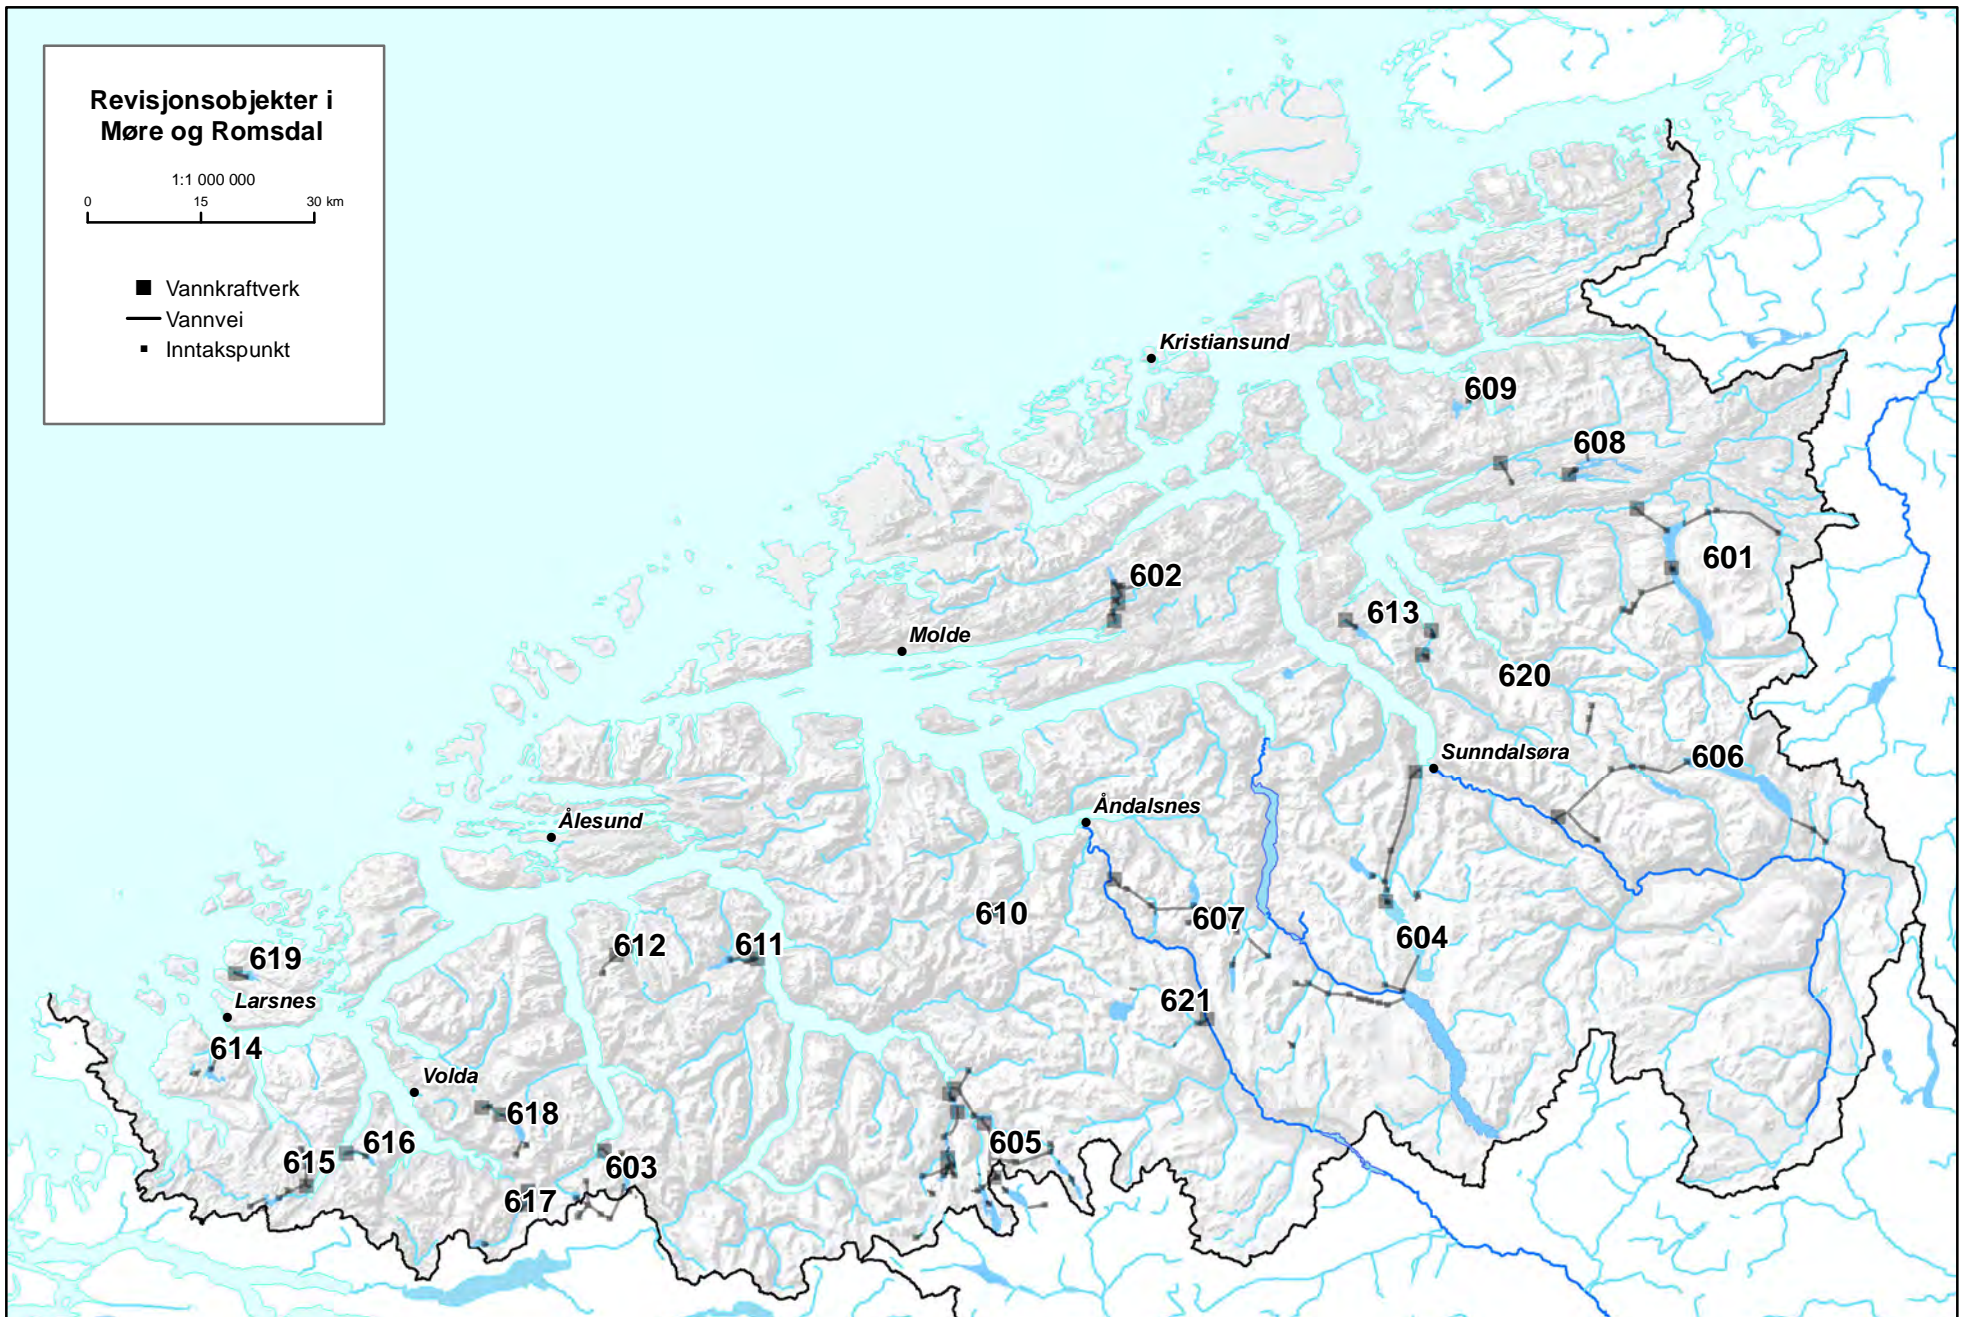 Revisjonsobjekter i
Møre og Romsdal
1:1 000 000
0 15 30 km
Vannkraftverk
Vannvei
Inntakspunkt
Kristiansund
609
608
601
602
613
Molde
620
Sunndalsøra
606
Åndalsnes
Ålesund
610
607
604
612
611
619
Larsnes
621
614
Volda
618
616
605
615
603
617